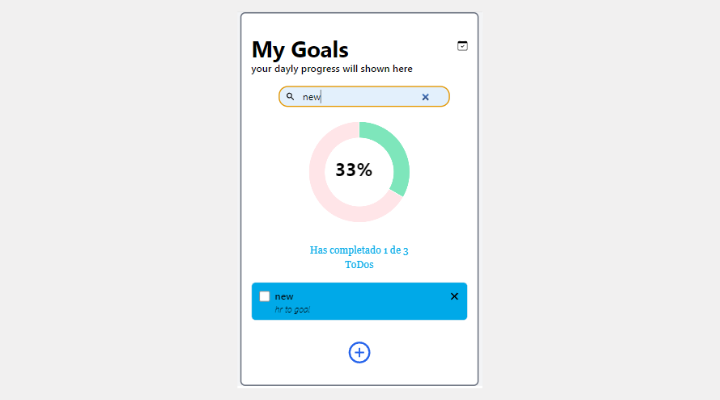 My Goals
your dayly progress will shown here
new
33%
Has completado 1 de 3
ToDos
new
hr to goal